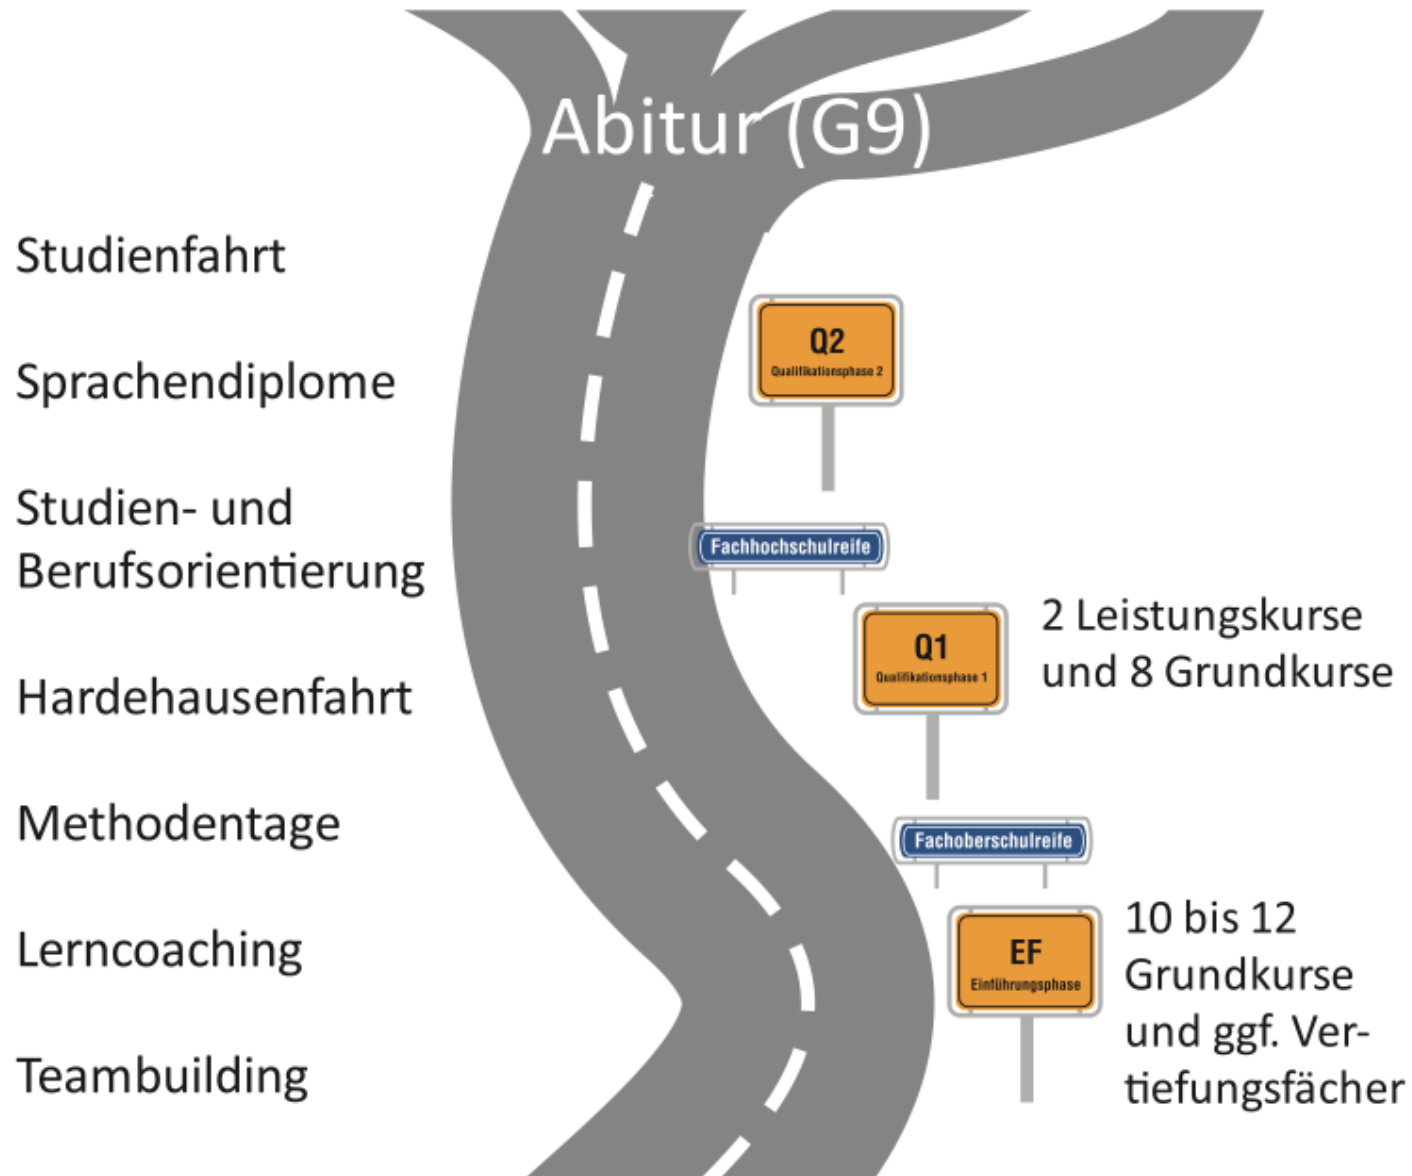 Abitur (G9)
Studienfahrt
Q2
Qualifikationsphase 2
Sprachendiplome
Studien- und
Berufsorientierung
Fachhochschulreife
Q1
Qualifikationsphase 1
2 Leistungskurse
und 8 Grundkurse
Hardehausenfahrt
Methodentage
Fachoberschulreife
EF
Einführungsphase
10 bis 12
Grundkurse
und ggf. Ver-
tiefungsfächer
Lerncoaching
Teambuilding